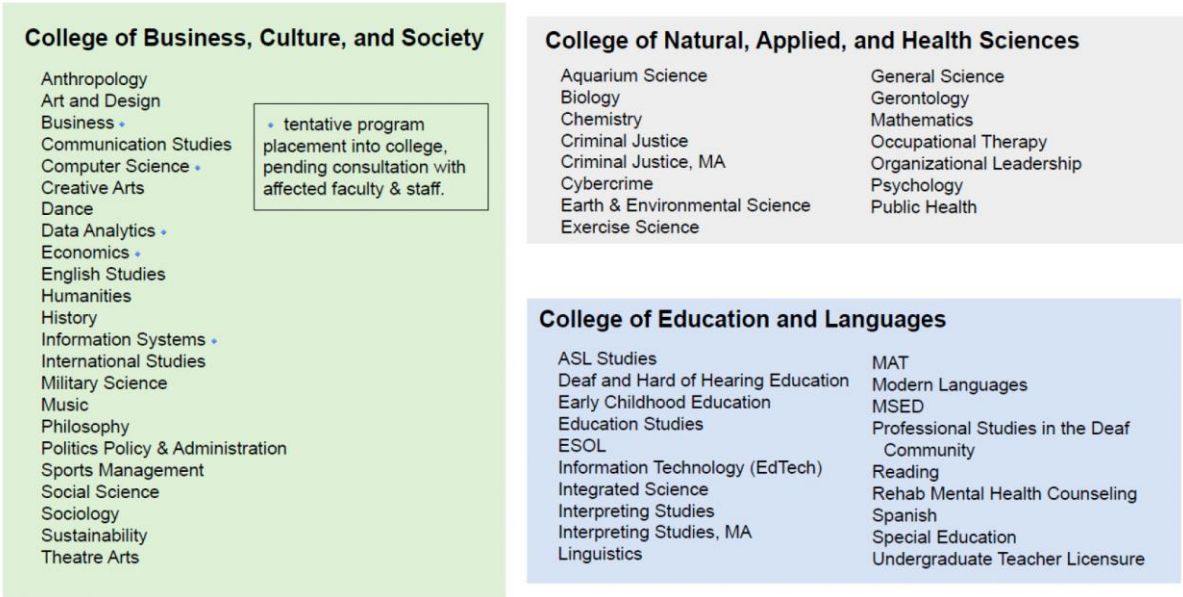 College of Business, Culture, and Society
Anthropology
Art and Design
Business •
Communication Studies
Computer Science •
Creative Arts
Dance
Data Analytics •
Economics •
English Studies
Humanities
History
Information Systems •
International Studies
Military Science
Music
Philosophy
Politics Policy & Administration
Sports Management
Social Science
Sociology
Sustainability
Theatre Arts
• tentative program
placement into college,
pending consultation with
affected faculty & staff.
College of Natural, Applied, and Health Sciences
Aquarium Science
Biology
Chemistry
Criminal Justice
Criminal Justice, MA
Cybercrime
Earth & Environmental Science
Exercise Science
General Science
Gerontology
Mathematics
Occupational Therapy
Organizational Leadership
Psychology
Public Health
College of Education and Languages
ASL Studies
Deaf and Hard of Hearing Education
Early Childhood Education
Education Studies
ESOL
Information Technology (EdTech)
Integrated Science
Interpreting Studies
Interpreting Studies, MA
Linguistics
MAT
Modern Languages
MSED
Professional Studies in the Deaf
Community
Reading
Rehab Mental Health Counseling
Spanish
Special Education
Undergraduate Teacher Licensure